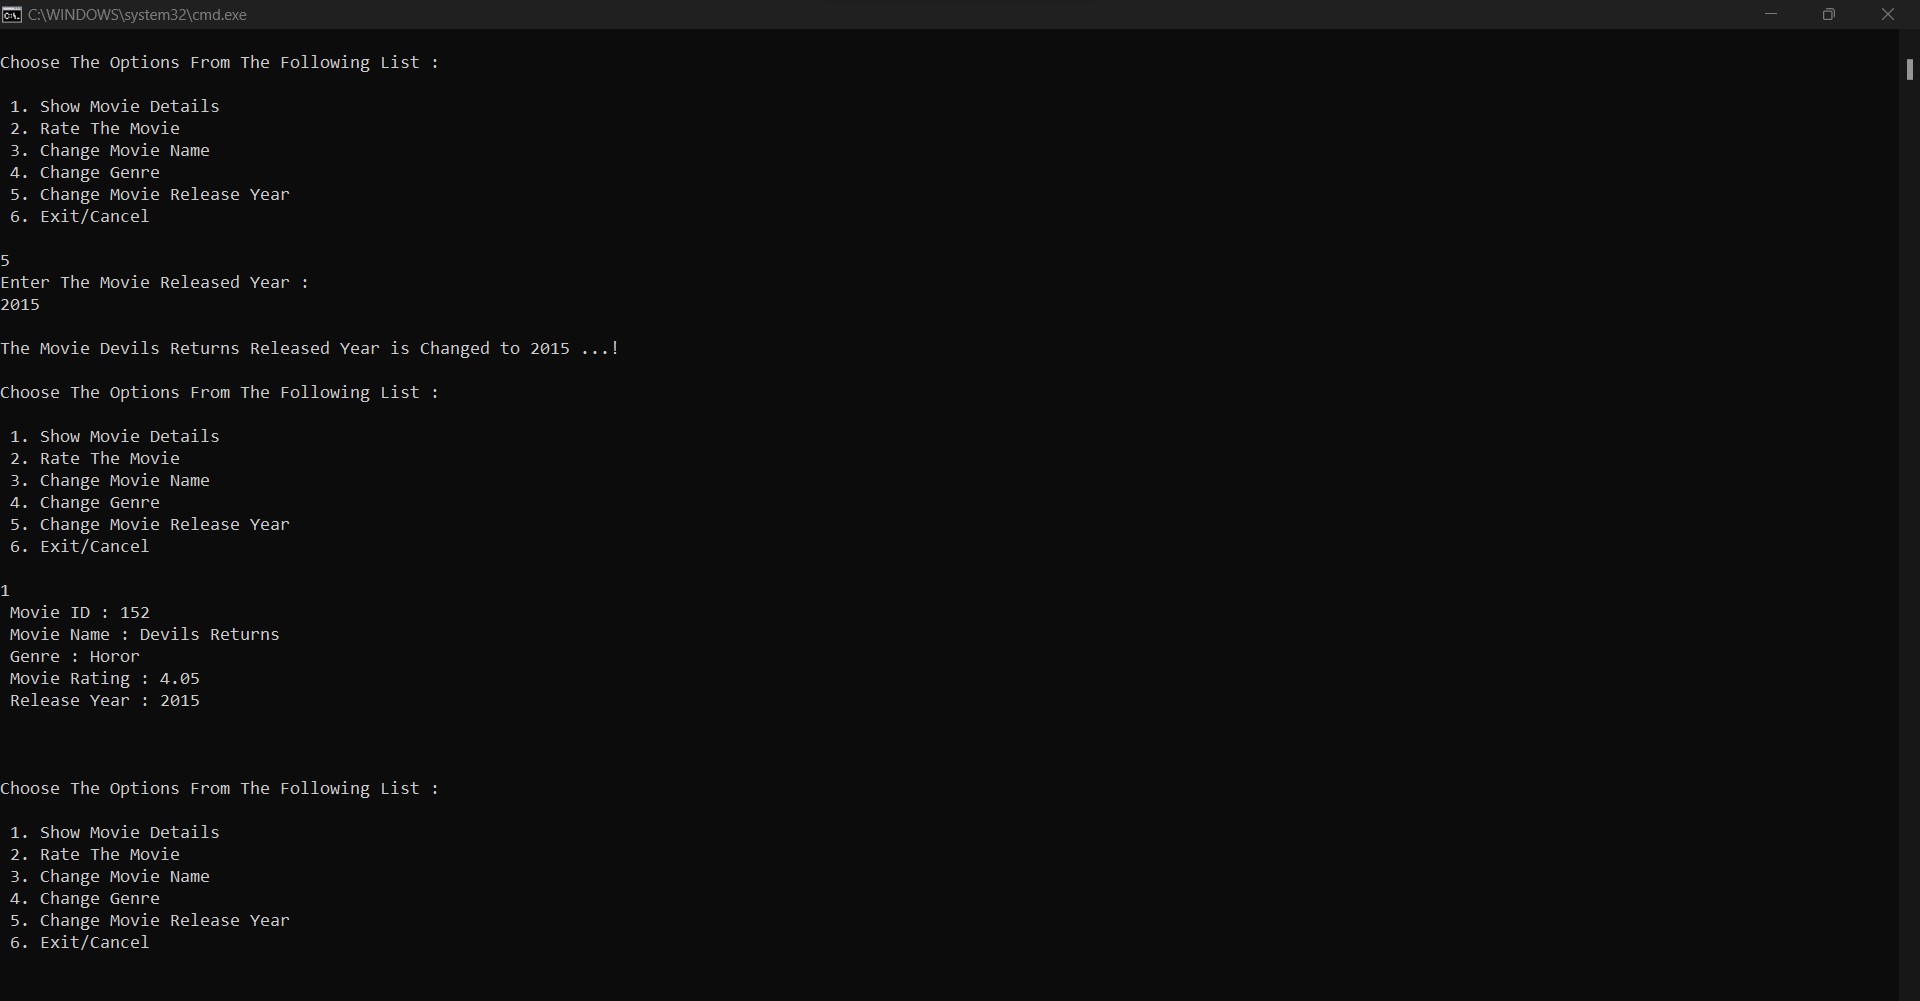 C:\WINDOWS\system32\cmd.exe
Choose The Options From The Following List :
1. Show Movie Details
2. Rate The Movie
3. Change Movie Name
4. Change Genre
5. Change Movie Release Year
6. Exit/Cancel
5
Enter The Movie Released Year :
2015
The Movie Devils Returns Released Year is Changed to 2015 ...!
Choose The Options From The Following List :
1. Show Movie Details
2. Rate The Movie
3. Change Movie Name
4. Change Genre
5. Change Movie Release Year
6. Exit/Cancel
1
Movie ID : 152
Movie Name : Devils Returns
Genre : Horor
Movie Rating : 4.05
Release Year : 2015
Choose The Options From The Following List :
1. Show Movie Details
2. Rate The Movie
3. Change Movie Name
4. Change Genre
5. Change Movie Release Year
6. Exit/Cancel